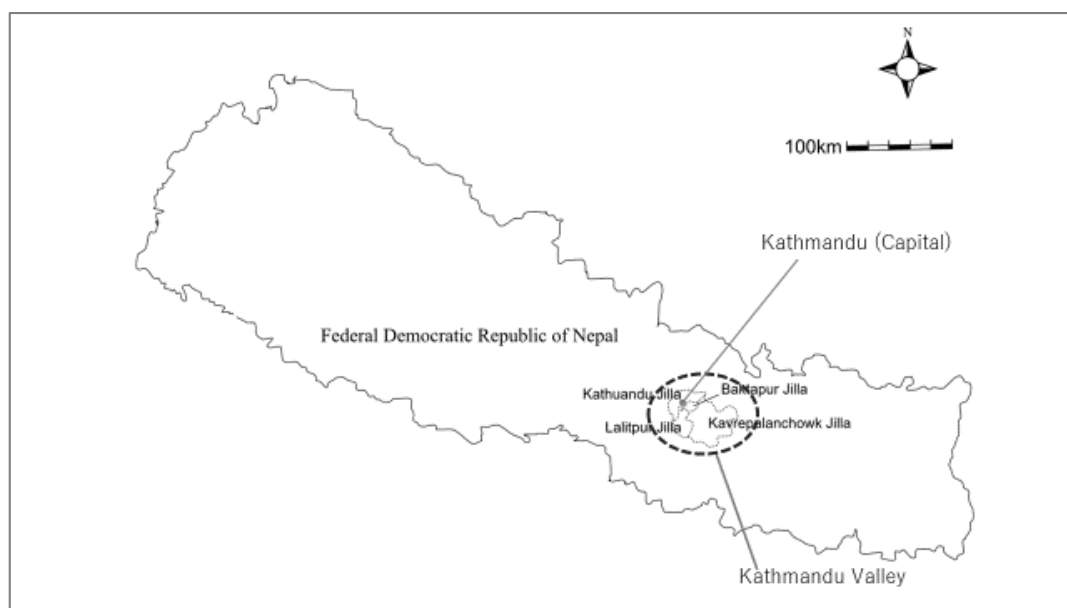 N
100km
Kathmandu (Capital)
Federal Democratic Republic of Nepal
Kathuandu Jilla
Baktapur Jilla
Lalitpur Jilla
Kavrepalanchowk Jilla
Kathmandu Valley